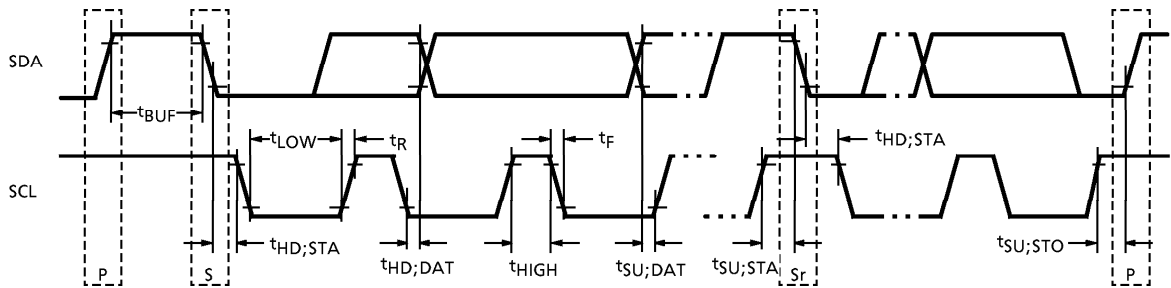 SDA
tBUF
tLOW
tR
tF
tHD;STA
SCL
tHD;STA
tHD;DAT
tHIGH
tSU;DAT
tSU;STA
tSU;STO
P
S
Sr
P